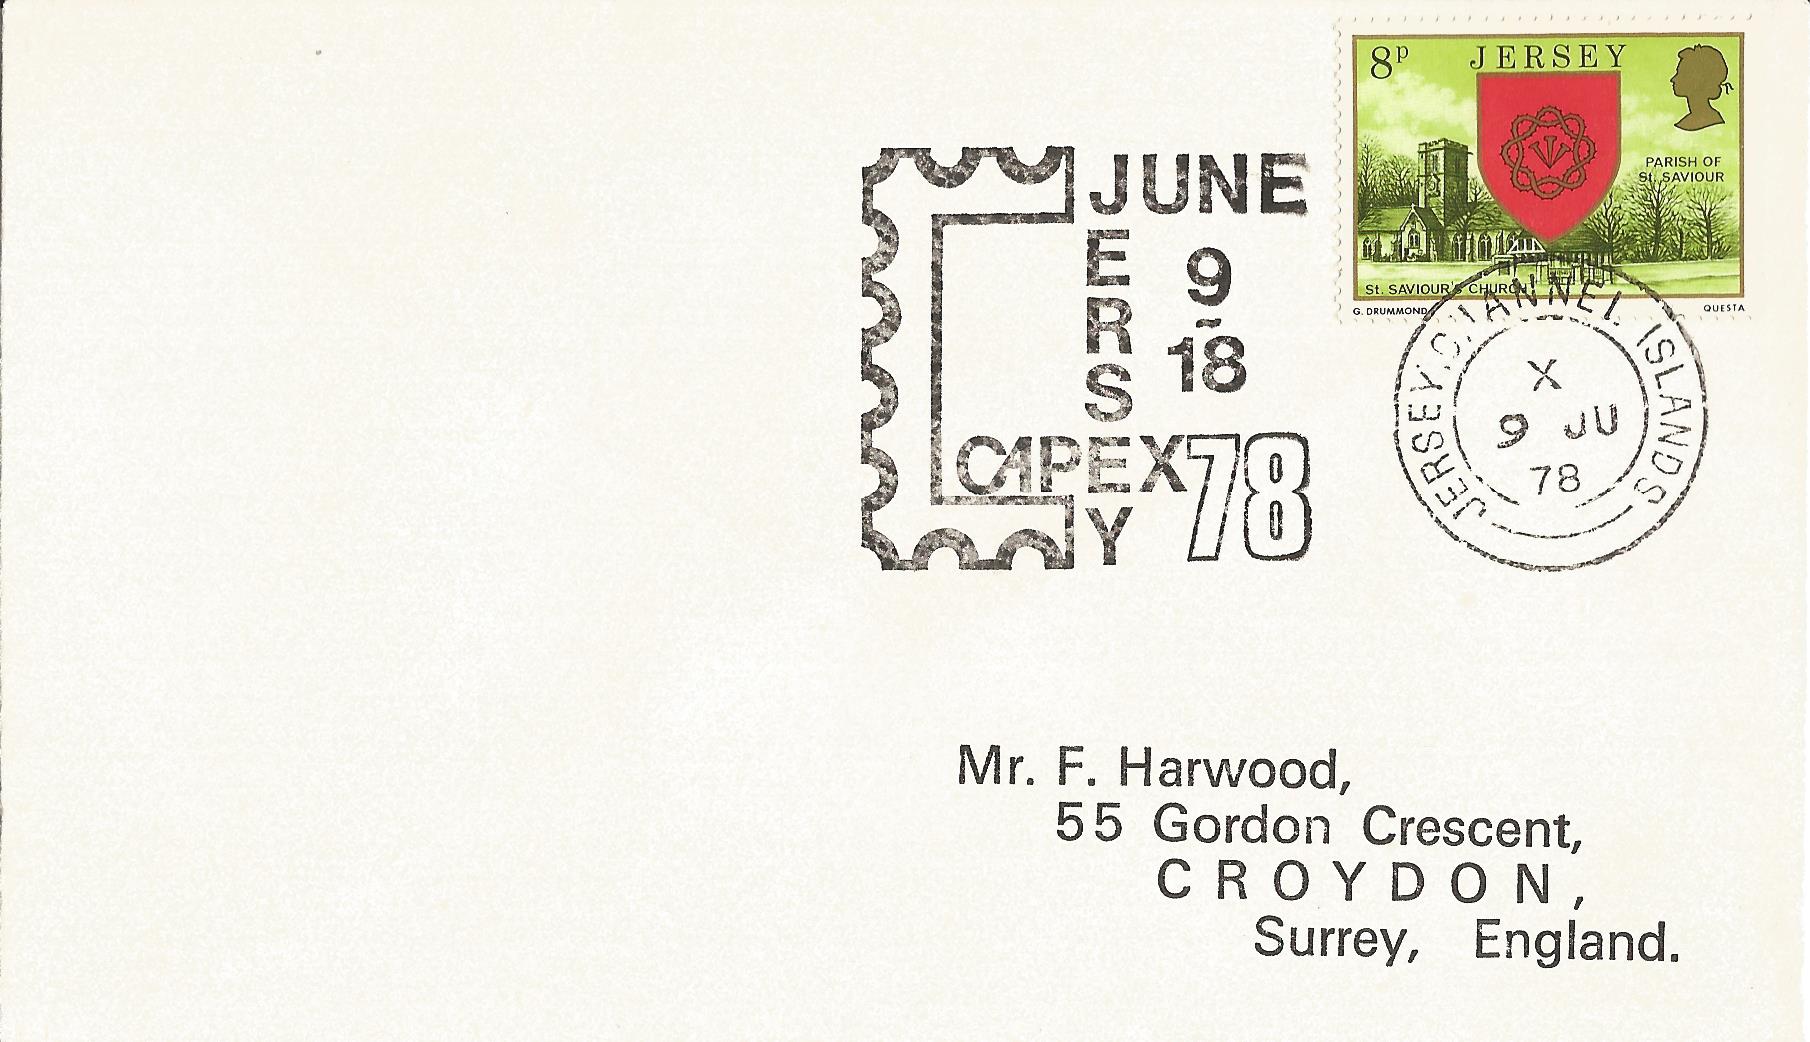 8p JERSEY
PARISH OF
St. SAVIOUR
St. SAVIOUR'S CHURCH
G. DRUMMOND QUESTA
JUNE
JERSEY
9
-
18
CAPEX 78
JERSEY. CHANNEL ISLANDS
X
9 JU
78
Mr. F. Harwood,
55 Gordon Crescent,
CROYDON,
Surrey, England.